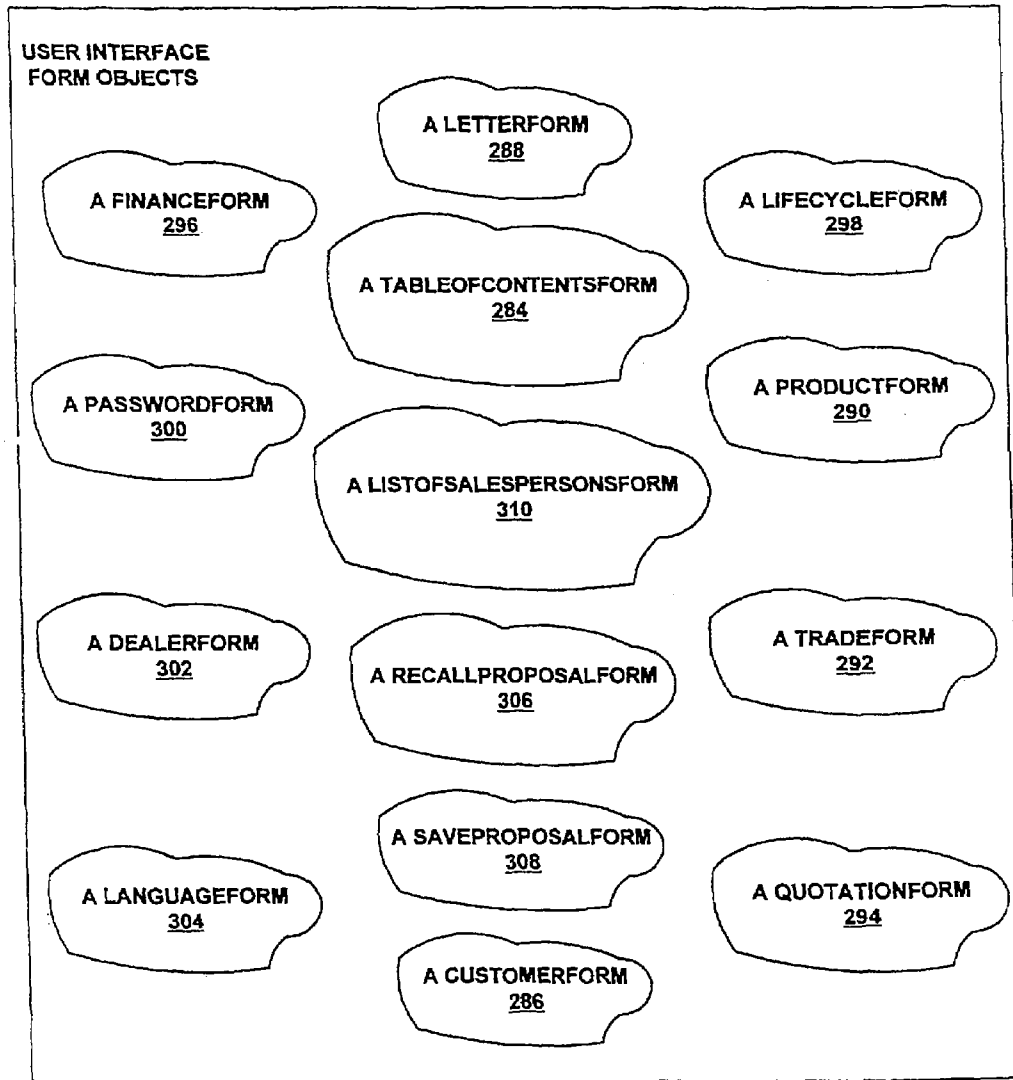 USER INTERFACE
FORM OBJECTS
A LETTERFORM
288
A FINANCEFORM
296
A LIFECYCLEFORM
298
A TABLEOFCONTENTSFORM
284
A PASSWORDFORM
300
A PRODUCTFORM
290
A LISTOFSALESPERSONSFORM
310
A DEALERFORM
302
A RECALLPROPOSALFORM
306
A TRADEFORM
292
A SAVEPROPOSALFORM
308
A LANGUAGEFORM
304
A QUOTATIONFORM
294
A CUSTOMERFORM
286